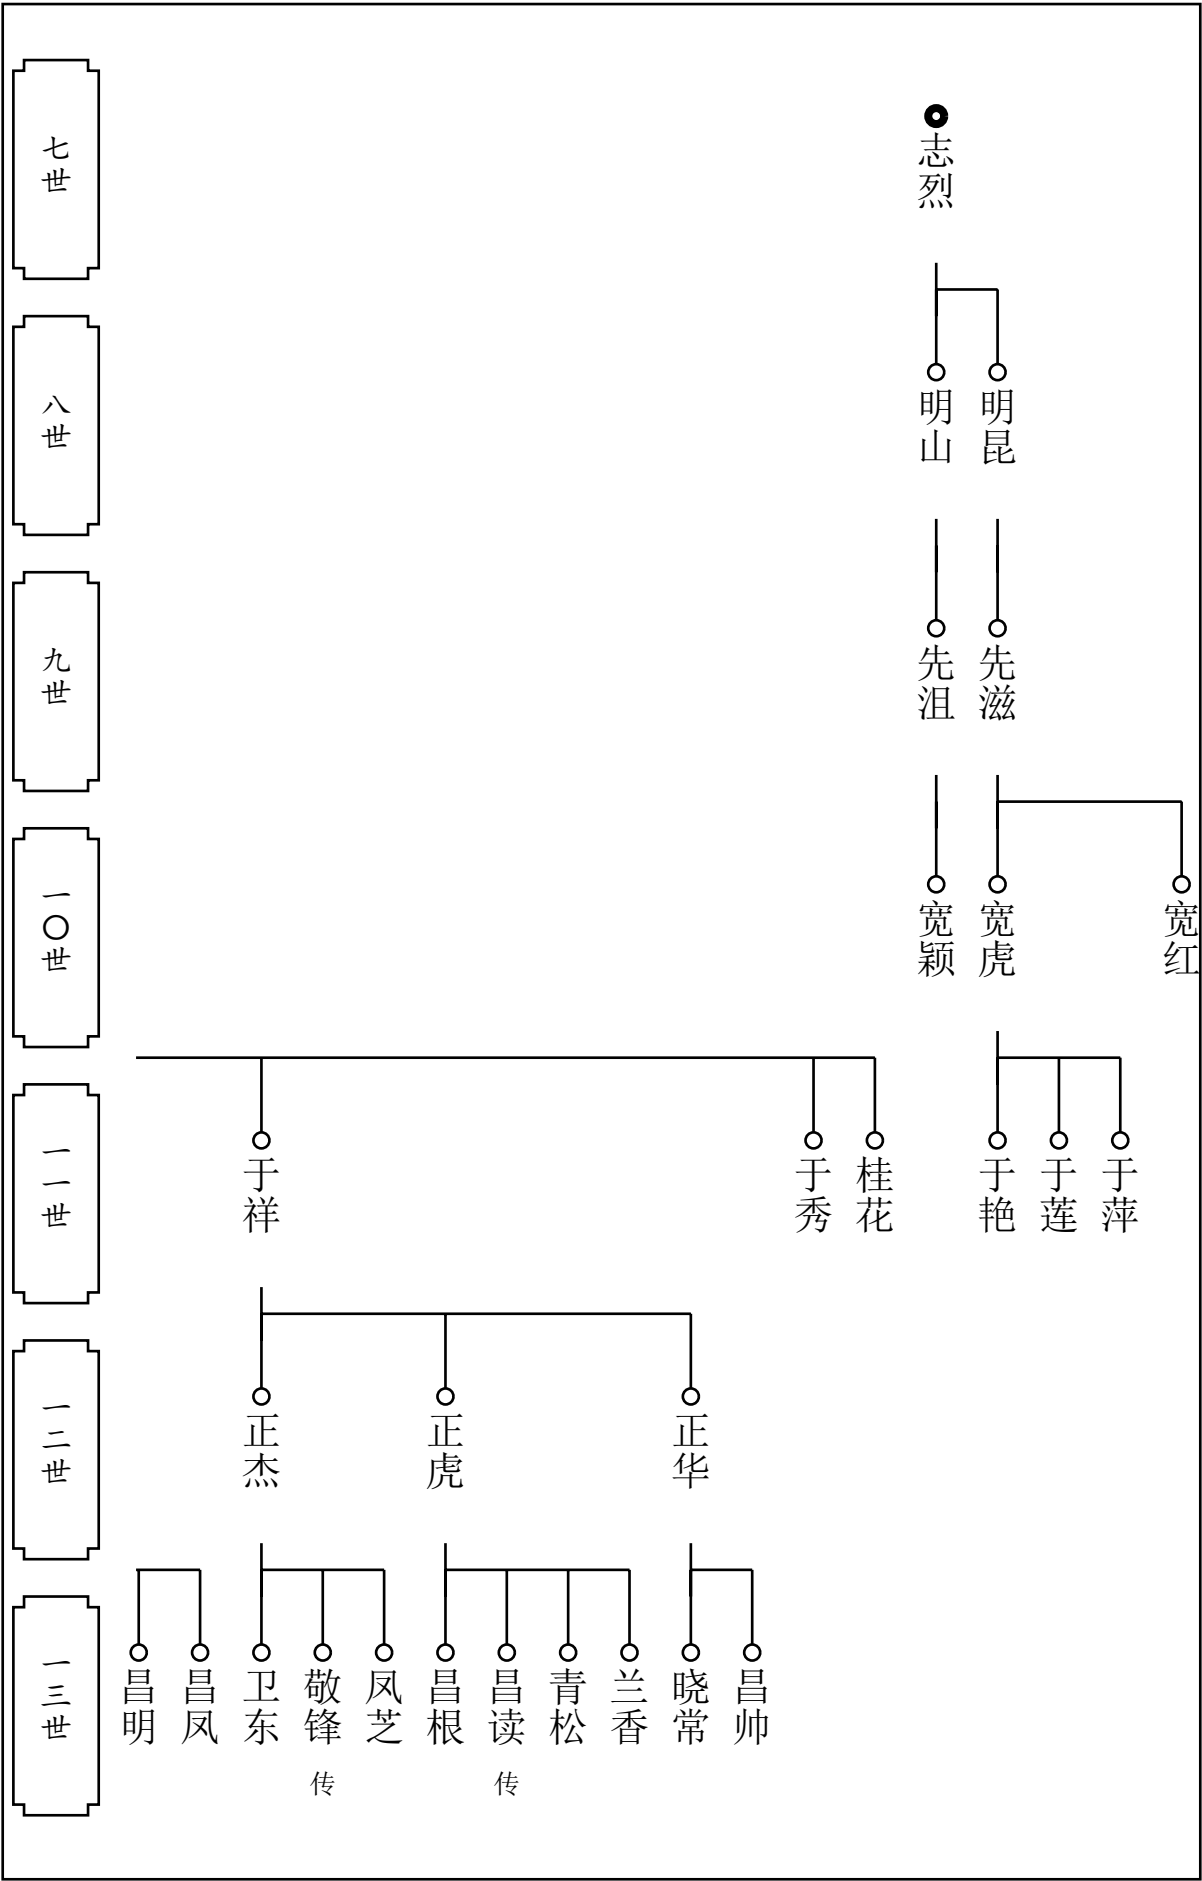 七世
志烈
八世
明山
明昆
九世
先沮
先滋
一〇世
宽颖
宽虎
宽红
一一世
于祥
于秀
桂花
于艳
于莲
于萍
一二世
正杰
正虎
正华
一三世
昌明
昌凤
卫东
敬锋 传
凤芝
昌根
昌读 传
青松
兰香
晓常
昌帅